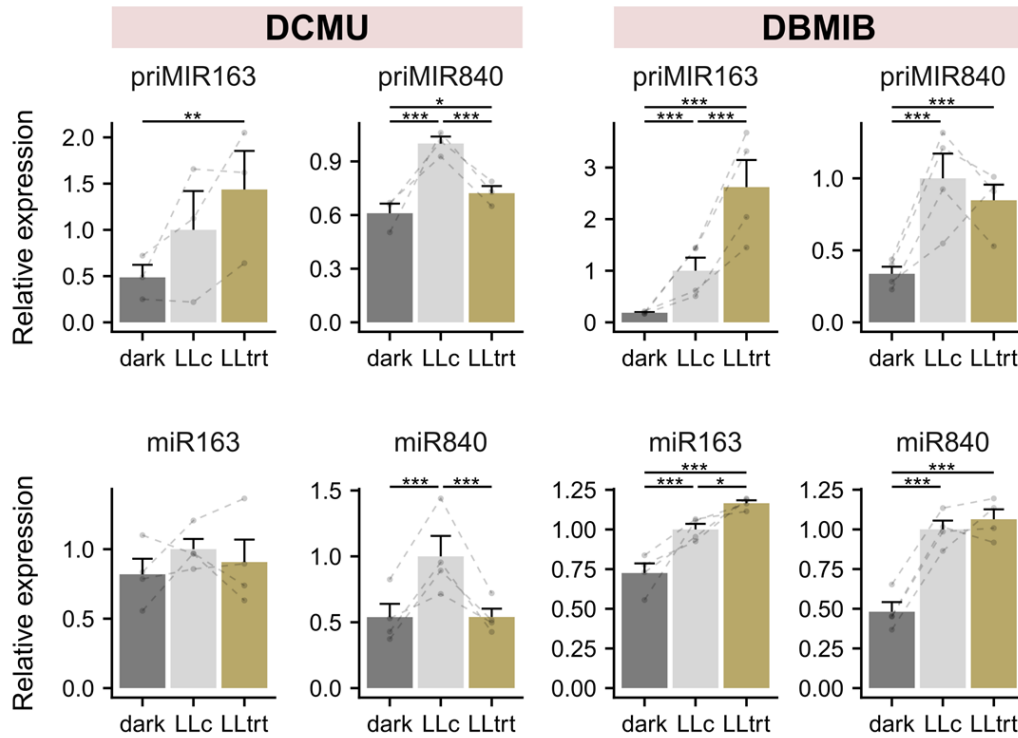 DCMU DBMIB
priMIR163 priMIR840 priMIR163 priMIR840
Relative expression
** * *** *** *** *** *** *** ***
2.0 1.5 1.0 0.5 0.0
0.9 0.6 0.3 0.0
3 2 1 0
1.0 0.5 0.0
dark LLc LLtrt dark LLc LLtrt dark LLc LLtrt dark LLc LLtrt
miR163 miR840 miR163 miR840
Relative expression
*** *** *** *** * *** ***
1.0 0.5 0.0
1.5 1.0 0.5 0.0
1.25 1.00 0.75 0.50 0.25 0.00
1.25 1.00 0.75 0.50 0.25 0.00
dark LLc LLtrt dark LLc LLtrt dark LLc LLtrt dark LLc LLtrt